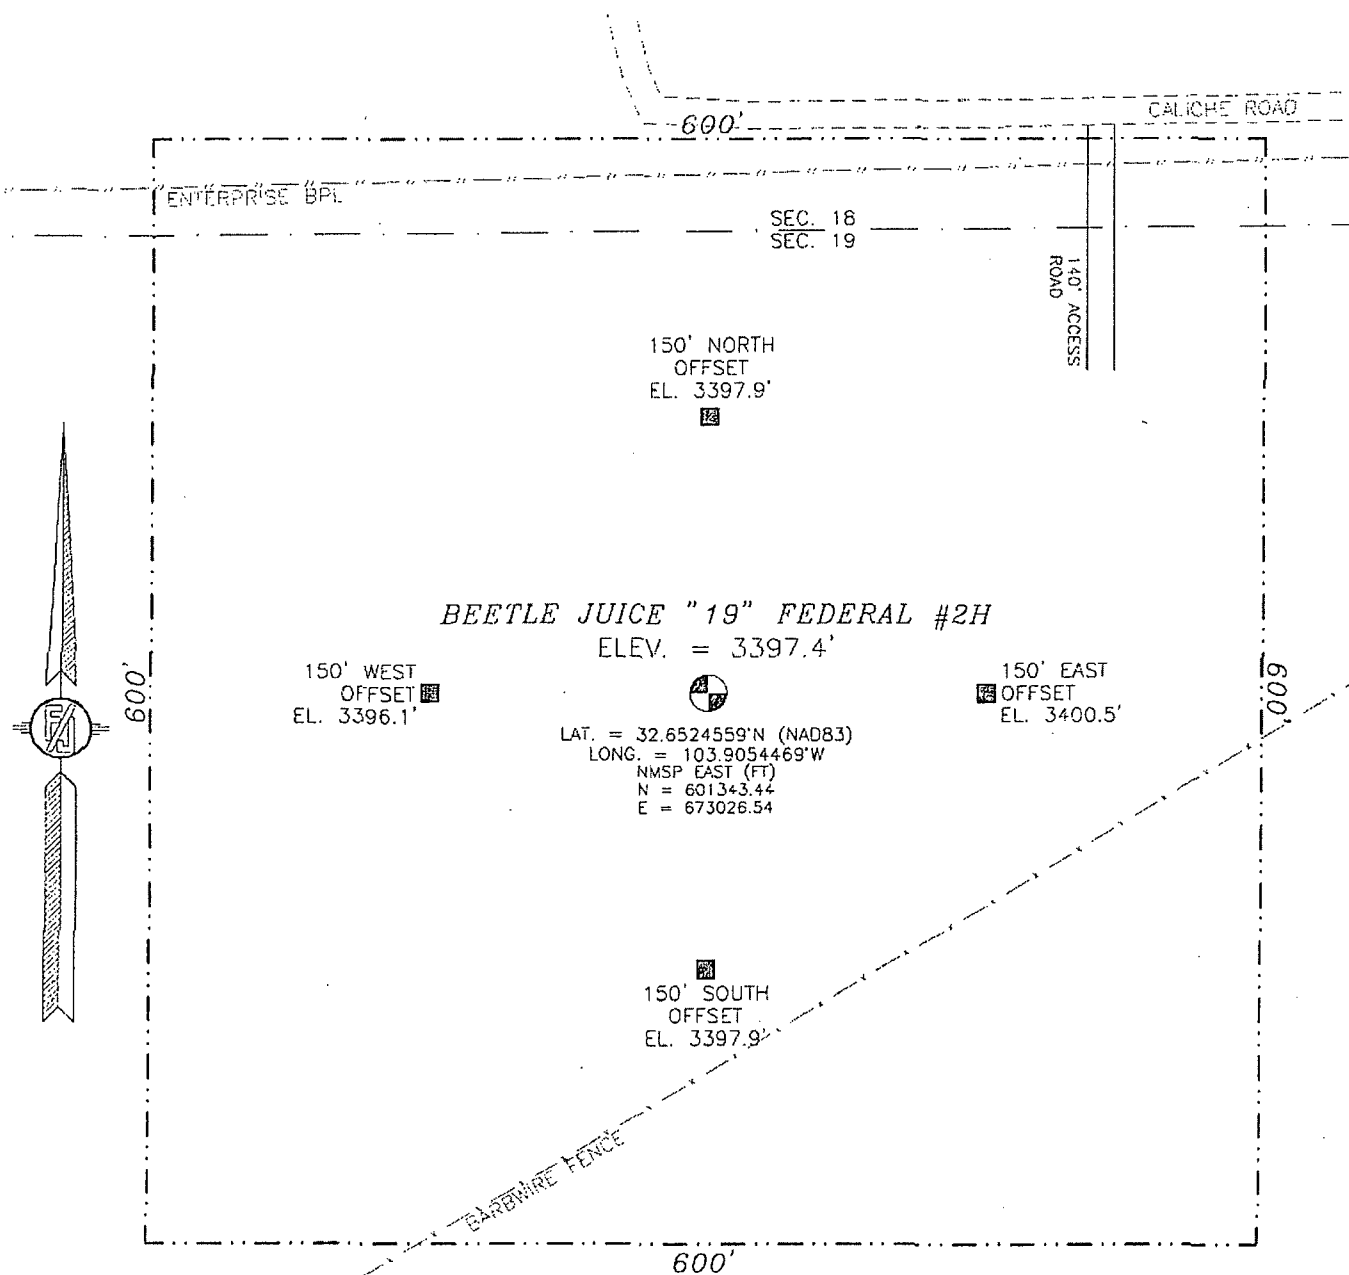 CALICHE ROAD
600'
ENTERPRISE BPL
SEC. 18
SEC. 19
140' ACCESS
ROAD
150' NORTH
OFFSET
EL. 3397.9'
BEETLE JUICE "19" FEDERAL #2H
ELEV. = 3397.4'
600'
150' WEST
OFFSET
EL. 3396.1'
150' EAST
OFFSET
EL. 3400.5'
600'
LAT. = 32.6524559°N (NAD83)
LONG. = 103.9054469°W
NMSP EAST (FT)
N = 601343.44
E = 673026.54
150' SOUTH
OFFSET
EL. 3397.9'
BARBWIRE FENCE
600'